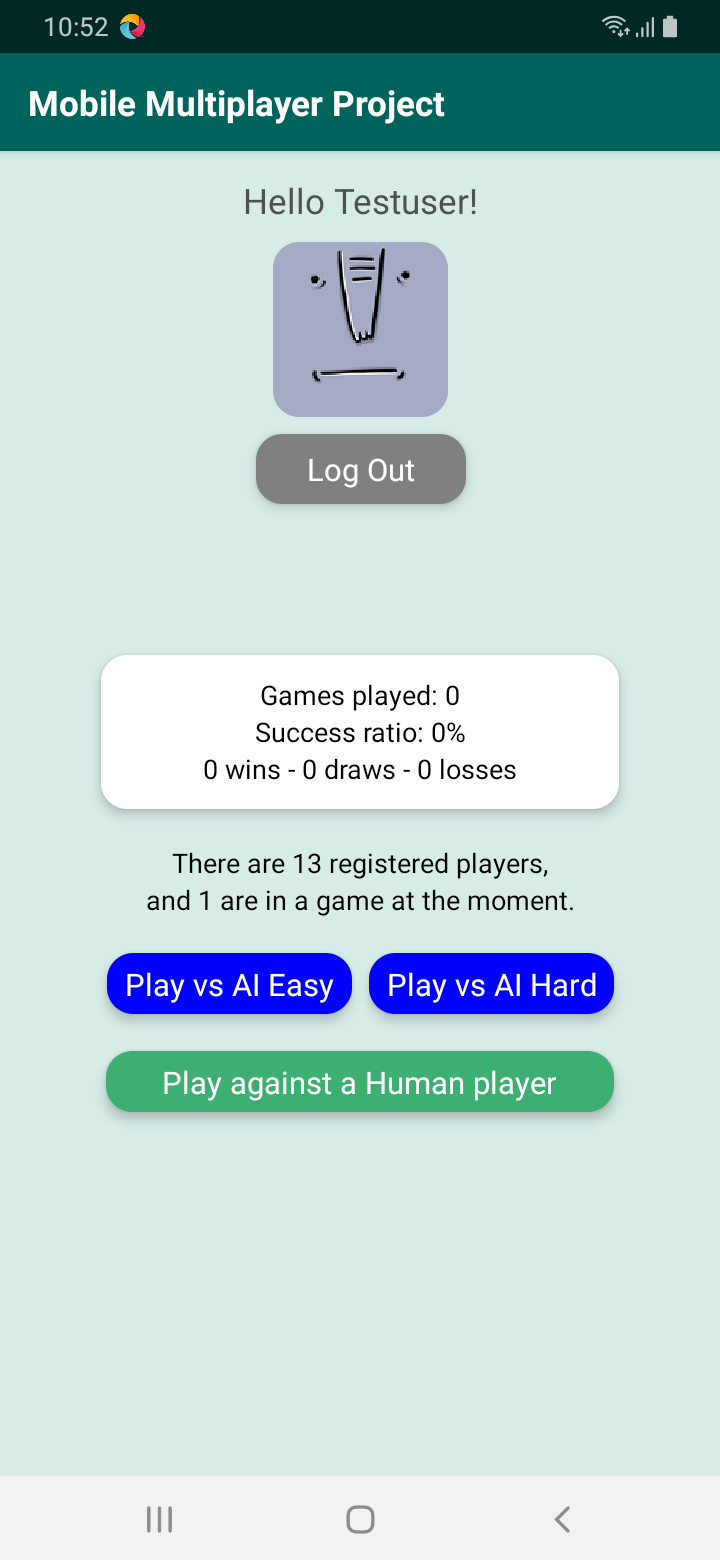 10:52
Mobile Multiplayer Project
Hello Testuser!
Log Out
Games played: 0
Success ratio: 0%
0 wins - 0 draws - 0 losses
There are 13 registered players,
and 1 are in a game at the moment.
Play vs AI Easy
Play vs AI Hard
Play against a Human player